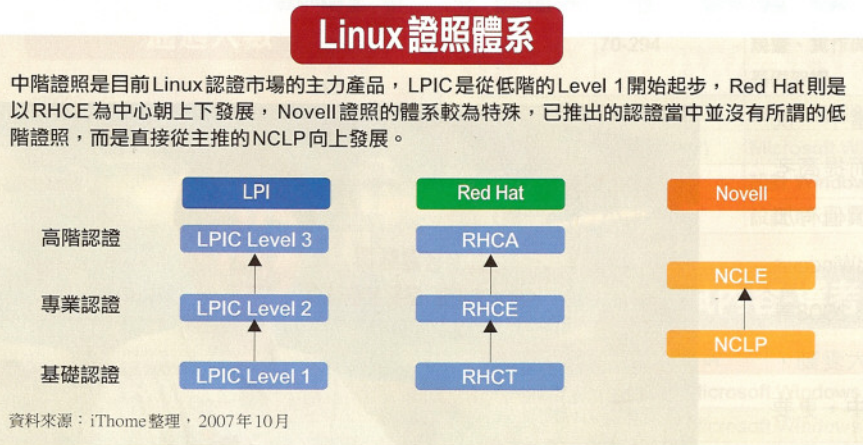 Linux證照體系
中階證照是目前Linux認證市場的主力產品，LPIC是從低階的Level 1開始起步，Red Hat則是
以RHCE為中心朝上下發展，Novell證照的體系較為特殊，已推出的認證當中並沒有所謂的低
階證照，而是直接從主推的NCLP向上發展。
LPI Red Hat Novell
高階認證 LPIC Level 3 RHCA
NCLE
專業認證 LPIC Level 2 RHCE
NCLP
基礎認證 LPIC Level 1 RHCT
資料來源：iThome整理，2007年10月